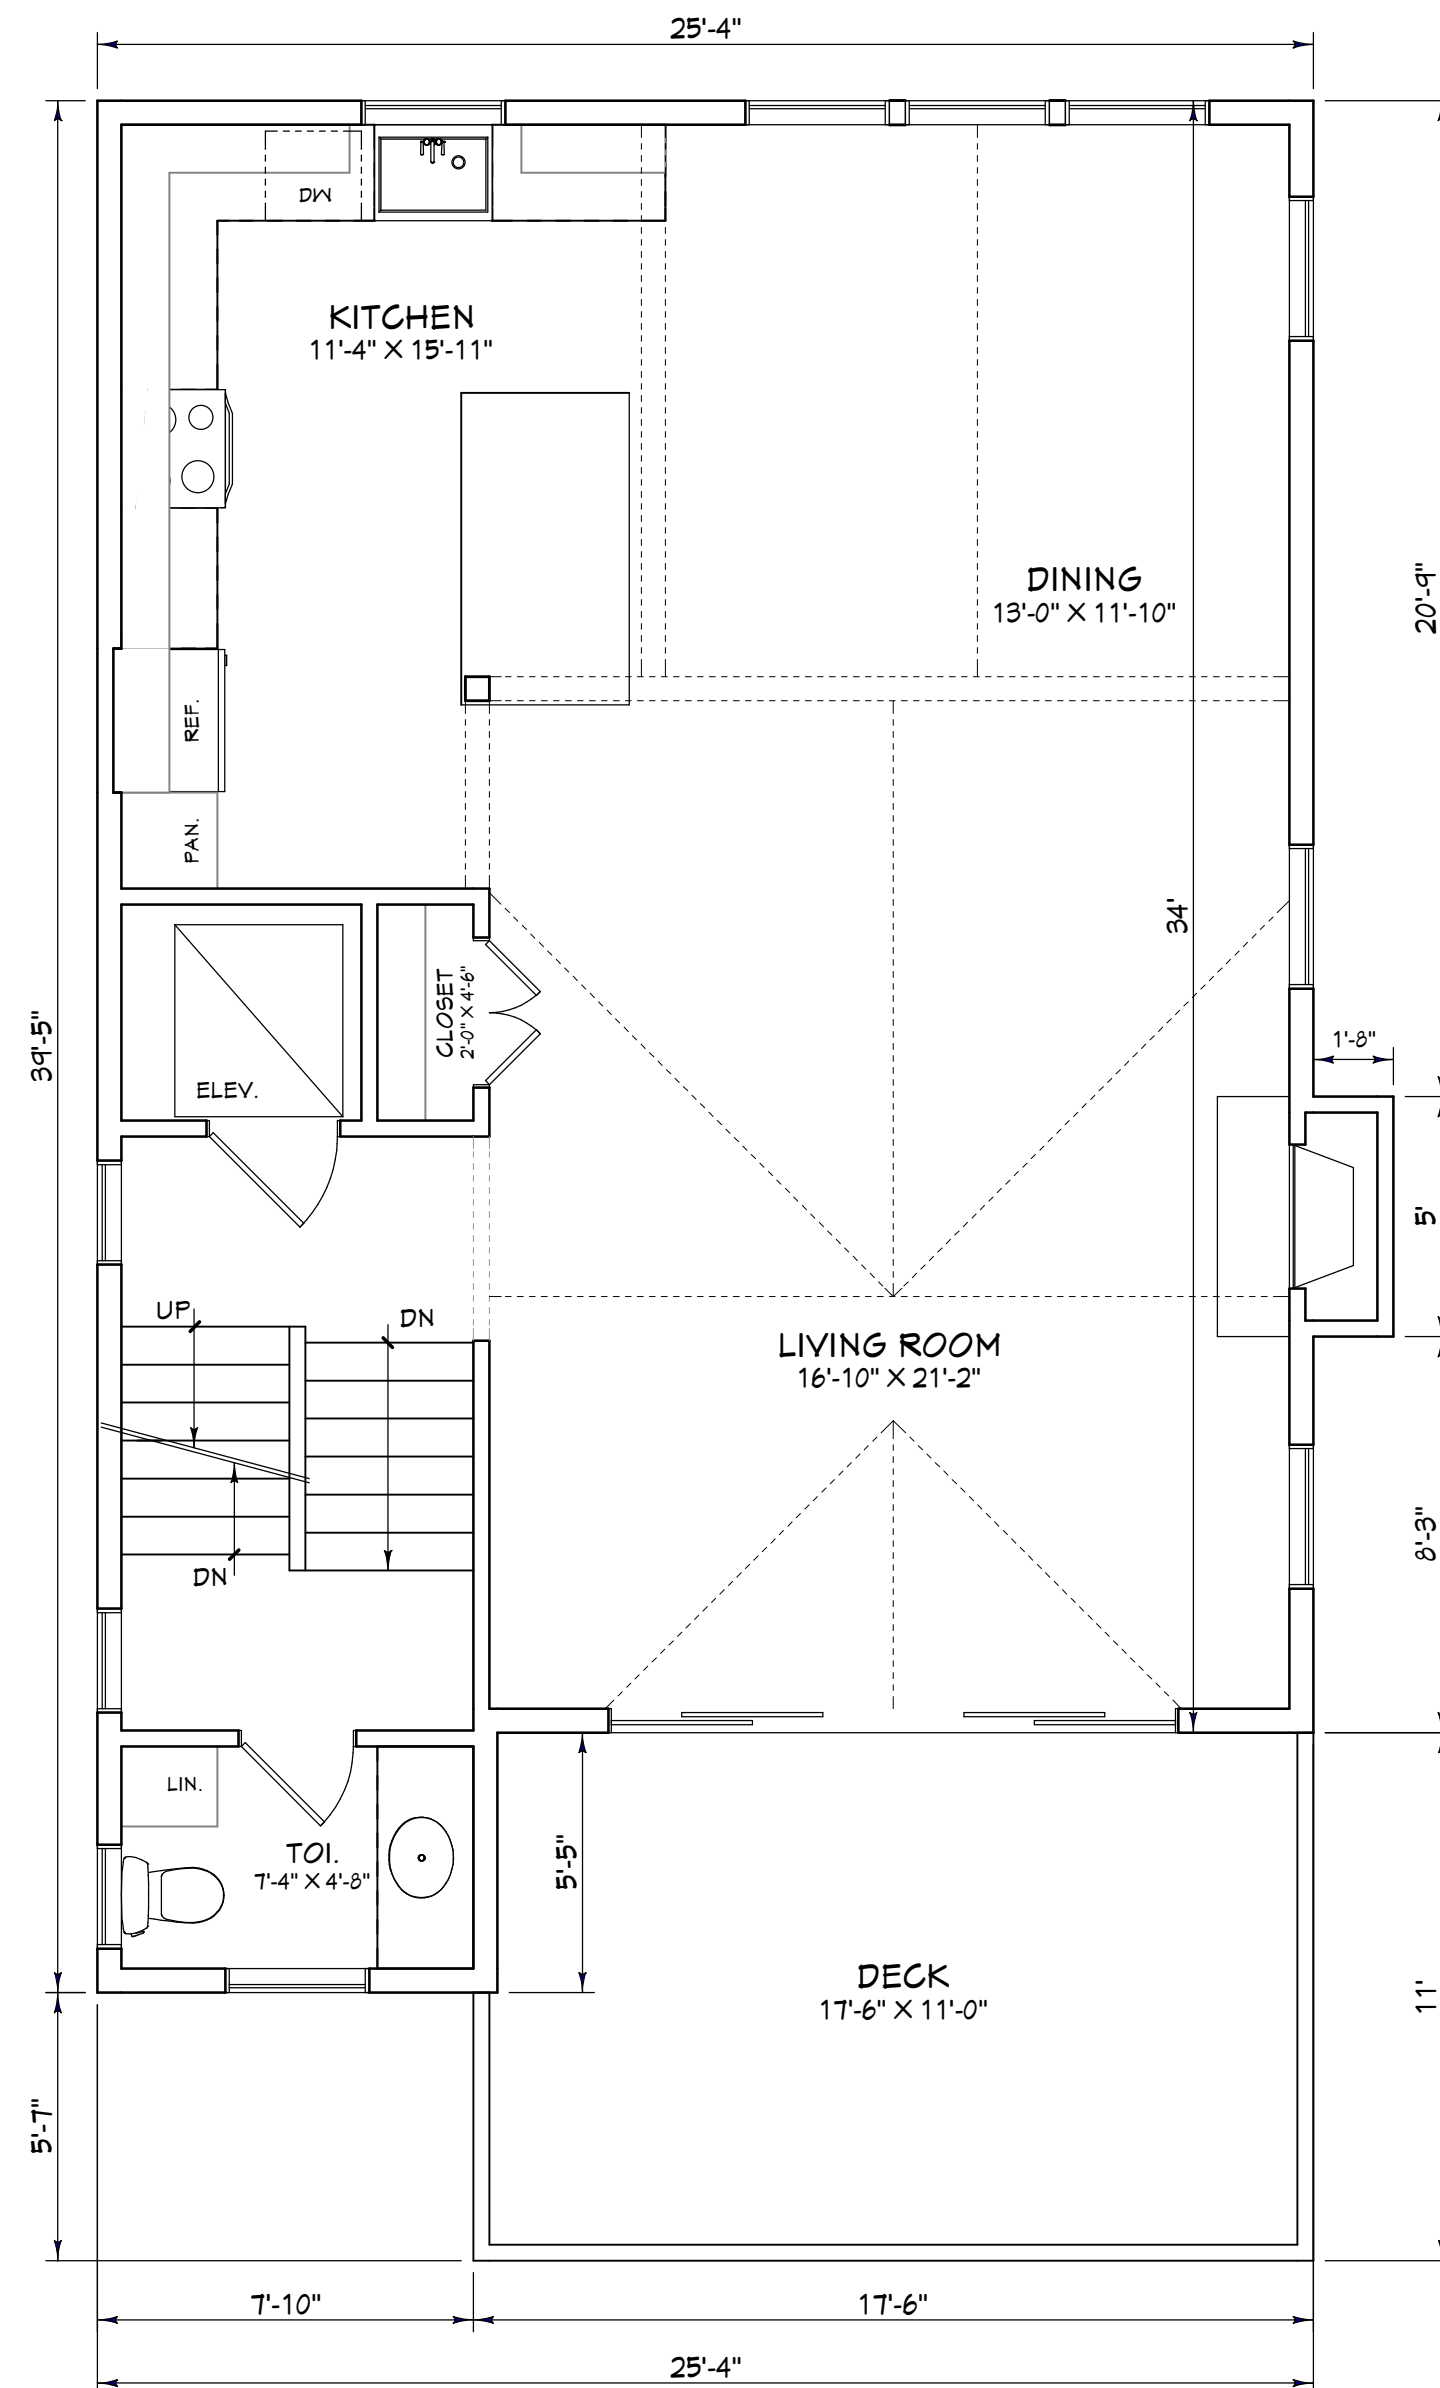 25'-4"
DW
KITCHEN
11'-4" X 15'-11"
DINING
13'-0" X 11'-10"
20'-9"
REF.
PAN.
34'
39'-5"
CLOSET
2'-0" X 4'-6"
ELEV.
1'-8"
5'
UP
DN
LIVING ROOM
16'-10" X 21'-2"
8'-3"
DN
LIN.
TOI.
7'-4" X 4'-8"
5'-5"
DECK
17'-6" X 11'-0"
11'
5'-7"
7'-10"
17'-6"
25'-4"